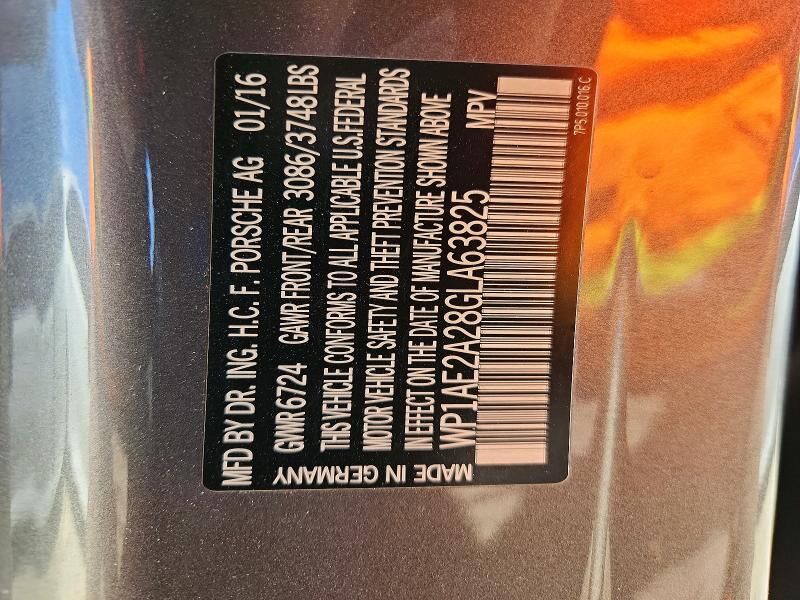 MFD BY DR. ING. H.C. F. PORSCHE AG 01/16
GWR 6724 GAWR FRONT/REAR 3086/3748 LBS
THIS VEHICLE CONFORMS TO ALL APPLICABLE U.S.FEDERAL
MOTOR VEHICLE SAFETY AND THEFT PREVENTION STANDARDS
IN EFFECT ON THE DATE OF MANUFACTURE SHOWN ABOVE
WP1AE2A28GLA63825 MPV
MADE IN GERMANY
7P5.010.016.C